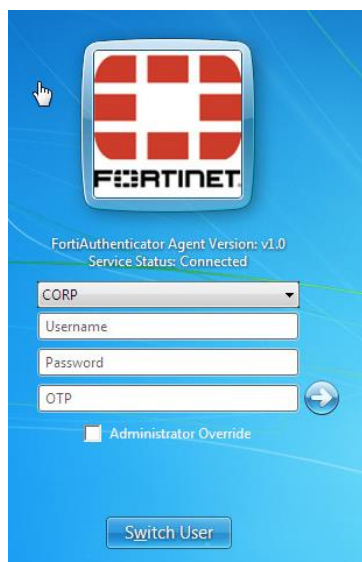 FORTINET
FortiAuthenticator Agent Version: v1.0
Service Status: Connected
CORP
Username
Password
OTP
Administrator Override
Switch User